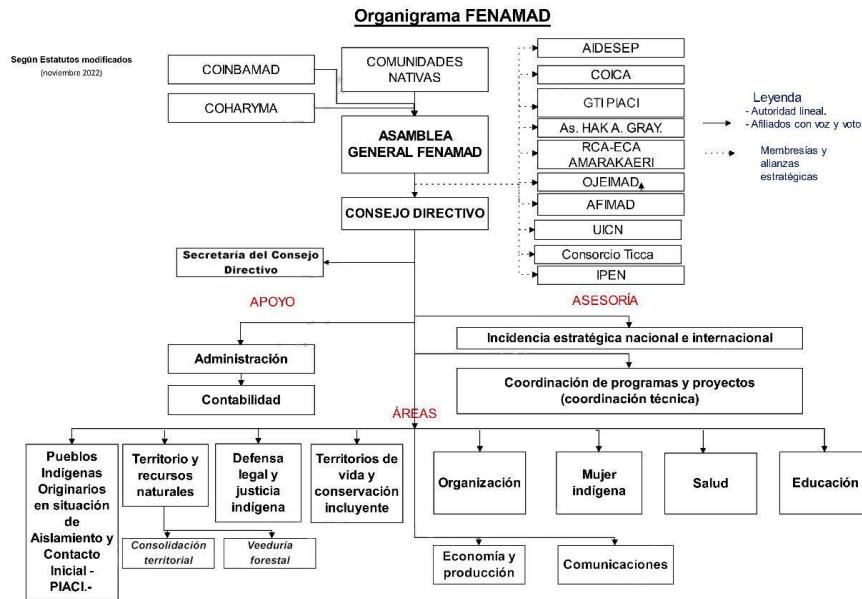 Organigrama FENAMAD
Según Estatutos modificados
(noviembre 2022)
COINBAMAD
COHARYMA
COMUNIDADES
NATIVAS
ASAMBLEA
GENERAL FENAMAD
CONSEJO DIRECTIVO
AIDESEP
COICA
GTI PIACI
As. HAK A. GRAY.
RCA-ECA
AMARAKAERI
OJEIMAD
AFIMAD
UICN
Consorcio Ticca
IPEN
Leyenda
- Autoridad lineal.
- Afiliados con voz y voto
Membresías y
alianzas
estratégicas
Secretaría del Consejo
Directivo
APOYO
ASESORÍA
Administración
Contabilidad
Incidencia estratégica nacional e internacional
Coordinación de programas y proyectos
(coordinación técnica)
ÁREAS
Pueblos
Indígenas
Originarios
en situación
de
Aislamiento y
Contacto
Inicial -
PIACI.-
Territorio y
recursos
naturales
Defensa
legal y
justicia
indígena
Territorios de
vida y
conservación
incluyente
Organización
Mujer
indígena
Salud
Educación
Consolidación
territorial
Veeduría
forestal
Economía y
producción
Comunicaciones